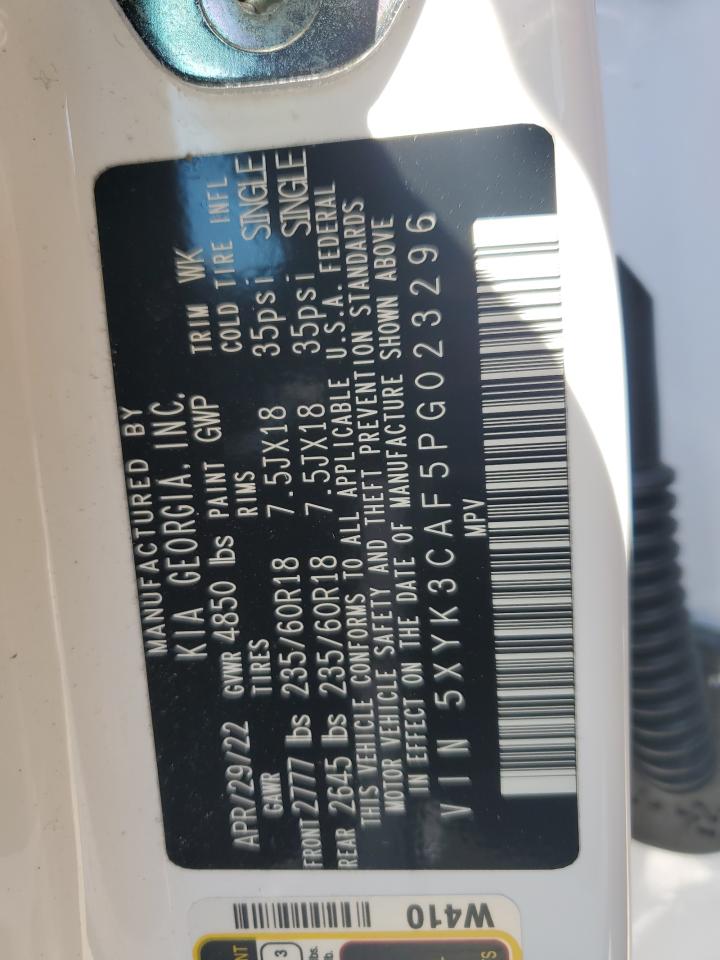 MANUFACTURED BY
KIA GEORGIA, INC.
APR/29/22 GVWR 4850 lbs PAINT GWP TRIM WK
GAWR TIRES RIMS COLD TIRE INFL
FRONT 2777 lbs 235/60R18 7.5JX18 35psi SINGLE
REAR 2645 lbs 235/60R18 7.5JX18 35psi SINGLE
THIS VEHICLE CONFORMS TO ALL APPLICABLE U.S.A. FEDERAL
MOTOR VEHICLE SAFETY AND THEFT PREVENTION STANDARDS
IN EFFECT ON THE DATE OF MANUFACTURE SHOWN ABOVE
VIN 5XYK3CAF5PG023296
MPV
W410
3
lbs.